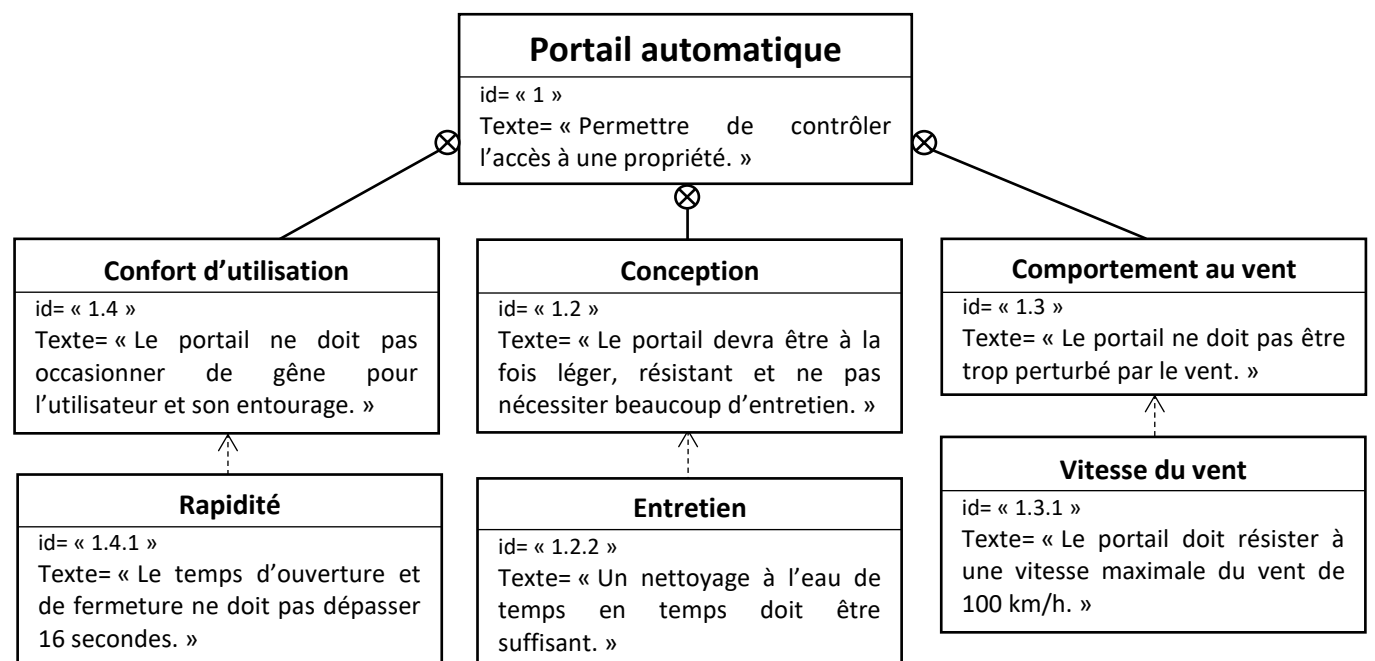 Portail automatique
id= « 1 »
Texte= « Permettre de contrôler
l’accès à une propriété. »
Confort d’utilisation
id= « 1.4 »
Texte= « Le portail ne doit pas
occasionner de gêne pour
l’utilisateur et son entourage. »
Conception
id= « 1.2 »
Texte= « Le portail devra être à la
fois léger, résistant et ne pas
nécessiter beaucoup d’entretien. »
Comportement au vent
id= « 1.3 »
Texte= « Le portail ne doit pas être
trop perturbé par le vent. »
Rapidité
id= « 1.4.1 »
Texte= « Le temps d’ouverture et
de fermeture ne doit pas dépasser
16 secondes. »
Entretien
id= « 1.2.2 »
Texte= « Un nettoyage à l’eau de
temps en temps doit être
suffisant. »
Vitesse du vent
id= « 1.3.1 »
Texte= « Le portail doit résister à
une vitesse maximale du vent de
100 km/h. »